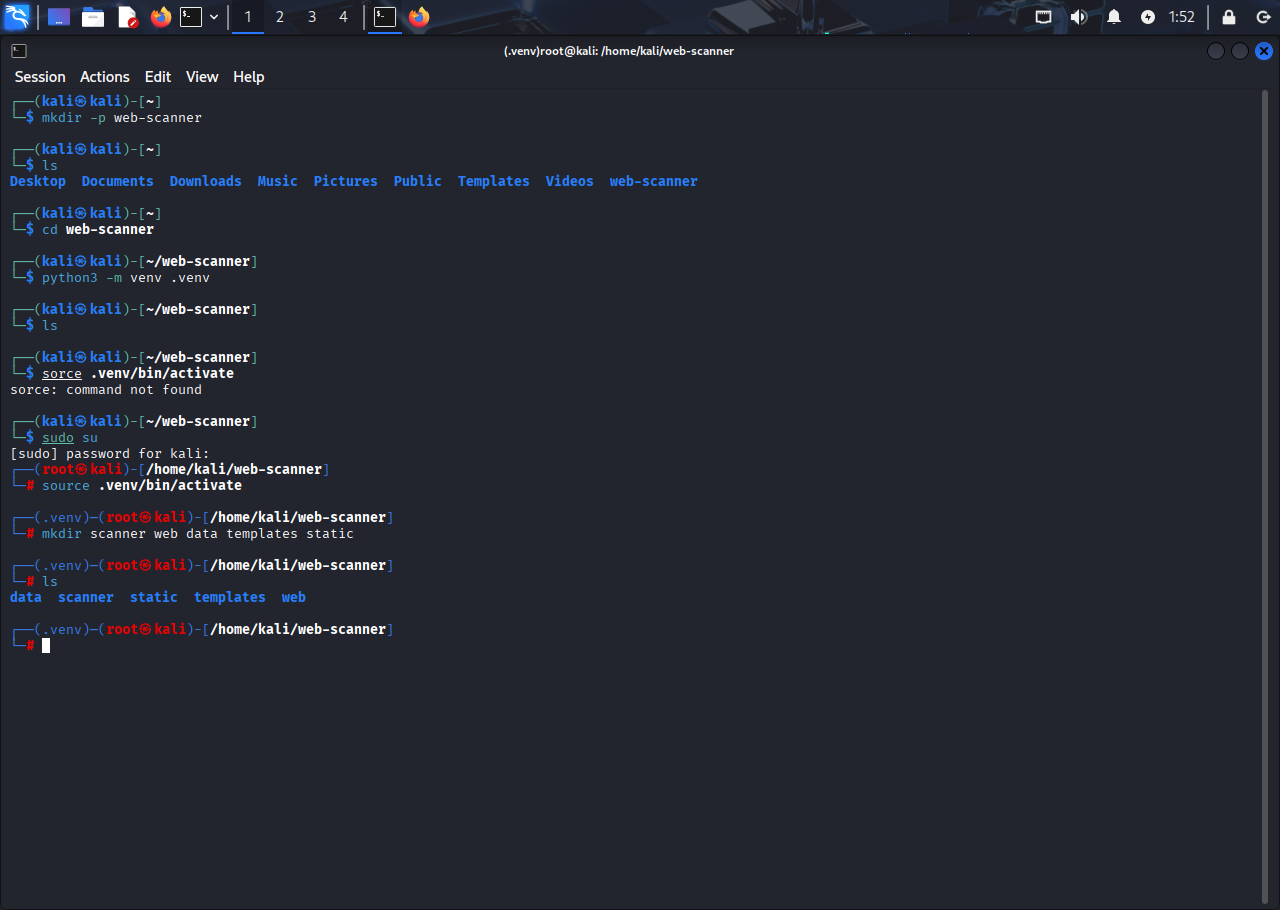 1 2 3 4 1:52
(.venv)root@kali: /home/kali/web-scanner
Session Actions Edit View Help
┌──(kali㉿kali)-[~]
└─$ mkdir -p web-scanner
┌──(kali㉿kali)-[~]
└─$ ls
Desktop Documents Downloads Music Pictures Public Templates Videos web-scanner
┌──(kali㉿kali)-[~]
└─$ cd web-scanner
┌──(kali㉿kali)-[~/web-scanner]
└─$ python3 -m venv .venv
┌──(kali㉿kali)-[~/web-scanner]
└─$ ls
┌──(kali㉿kali)-[~/web-scanner]
└─$ sorce .venv/bin/activate
sorce: command not found
┌──(kali㉿kali)-[~/web-scanner]
└─$ sudo su
[sudo] password for kali:
┌──(root㉿kali)-[/home/kali/web-scanner]
└─# source .venv/bin/activate
┌──(.venv)─(root㉿kali)-[/home/kali/web-scanner]
└─# mkdir scanner web data templates static
┌──(.venv)─(root㉿kali)-[/home/kali/web-scanner]
└─# ls
data scanner static templates web
┌──(.venv)─(root㉿kali)-[/home/kali/web-scanner]
└─#